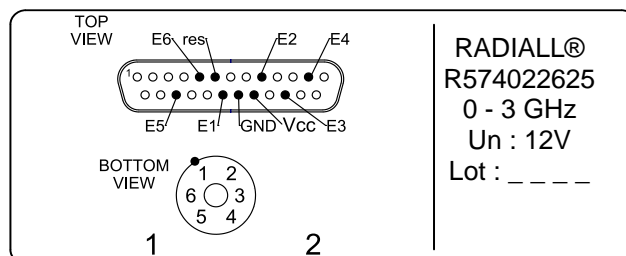 TOP
VIEW
E6 res E2 E4
1
E5 E1 GND Vcc E3
BOTTOM
VIEW
1 2
6 3
5 4
1 2
RADIALL®
R574022625
0 - 3 GHz
Un : 12V
Lot : _ _ _ _